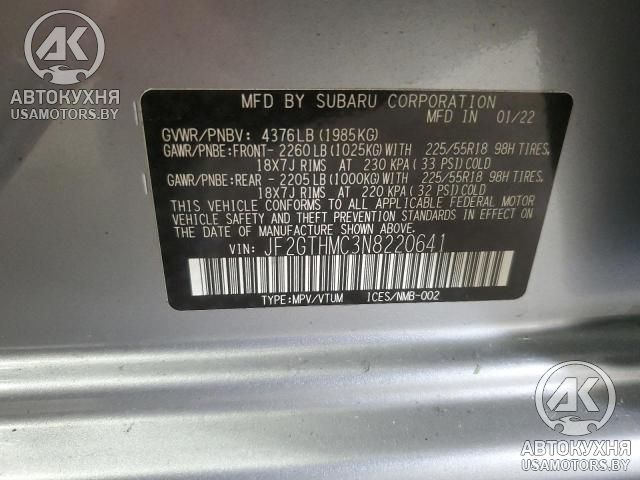 АК
АВТОКУХНЯ
USAMOTORS.BY
MFD BY SUBARU CORPORATION
MFD IN 01/22
GVWR/PNBV: 4376LB(1985KG)
GAWR/PNBE:FRONT- 2260LB(1025KG)WITH 225/55R18 98H TIRES,
18X7J RIMS AT 230 KPA (33 PSI)COLD
GAWR/PNBE:REAR - 2205LB(1000KG)WITH 225/55R18 98H TIRES,
18X7J RIMS AT 220 KPA (32 PSI)COLD
THIS VEHICLE CONFORMS TO ALL APPLICABLE FEDERAL MOTOR
VEHICLE SAFETY AND THEFT PREVENTION STANDARDS IN EFFECT ON
THE DATE OF MANUFACTURE SHOWN ABOVE.
VIN: JF2GTHMC3N8220641
TYPE:MPV/VTUM ICES/NMB-002
АК
АВТОКУХНЯ
USAMOTORS.BY